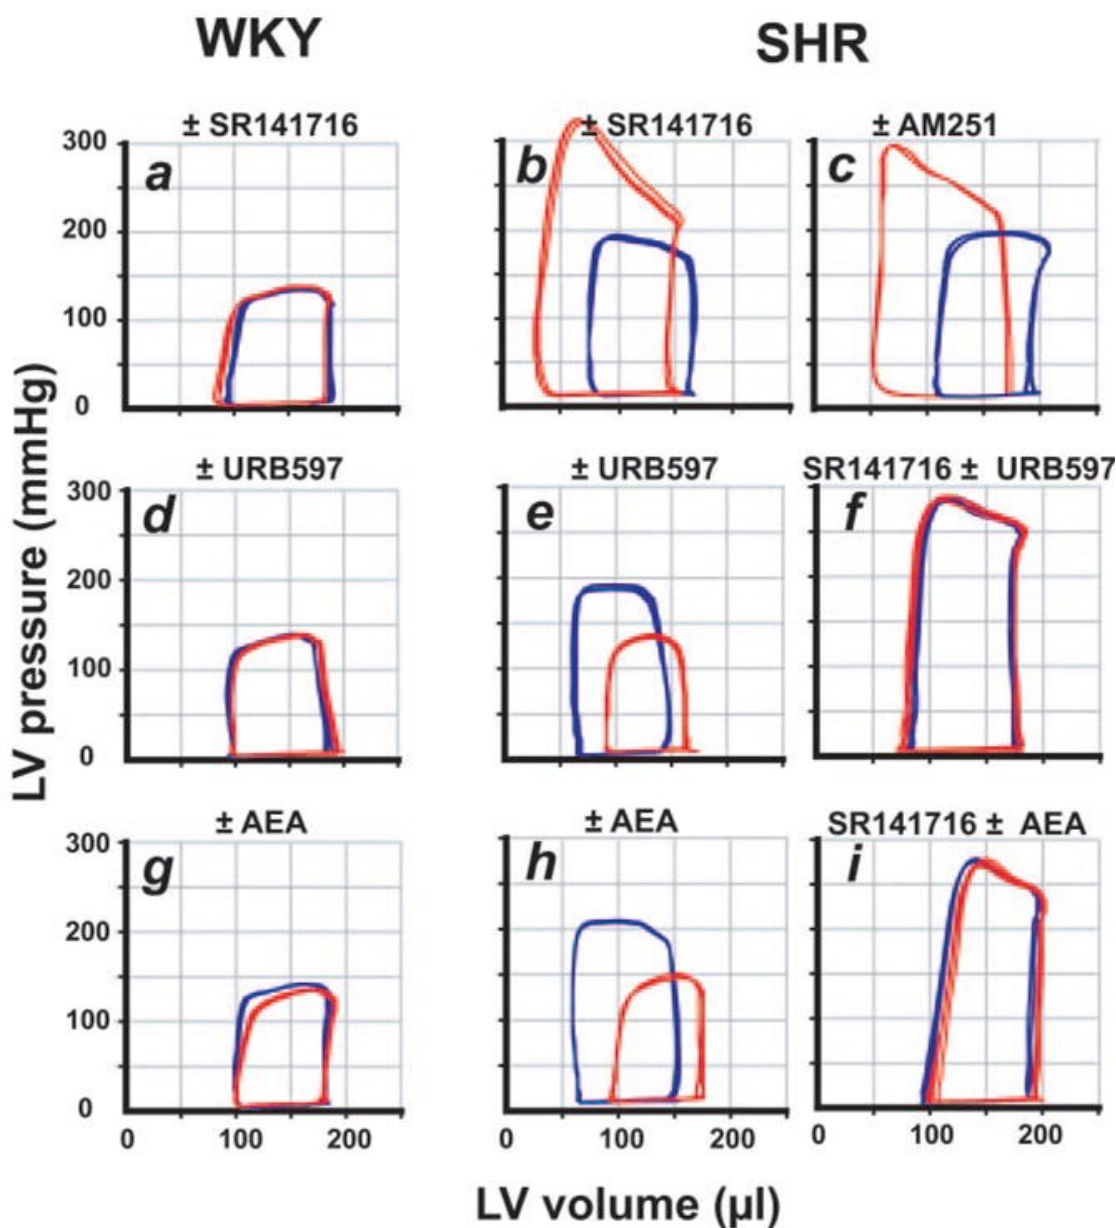 WKY
SHR
± SR141716
± SR141716
± AM251
a
b
c
300
200
100
0
± URB597
± URB597
SR141716 ± URB597
d
e
f
300
200
100
0
± AEA
± AEA
SR141716 ± AEA
g
h
i
300
200
100
0
0 100 200
0 100 200
0 100 200
LV pressure (mmHg)
LV volume (µl)